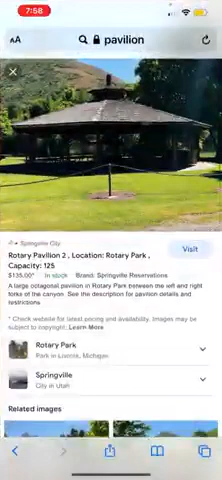 7:58
AA
pavilion
Springville City
Visit
Rotary Pavilion 2 , Location: Rotary Park ,
Capacity: 125
$135.00* In stock Brand: Springville Reservations
A large octagonal pavilion in Rotary Park between the left and right
forks of the canyon. See the description for pavilion details and
restrictions
* Check website for latest pricing and availability. Images may
be subject to copyright. Learn More
Rotary Park
Park in Livonia, Michigan
Springville
City in Utah
Related images